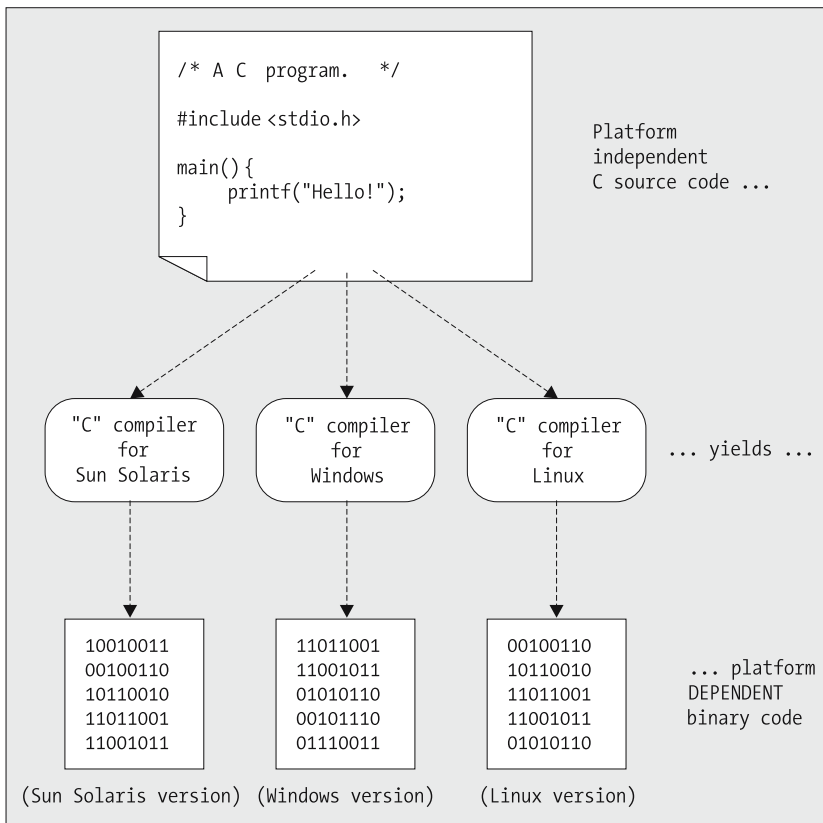 /* A C program. */
#include <stdio.h>
main() {
printf("Hello!");
}
Platform
independent
C source code ...
"C" compiler
for
Sun Solaris
"C" compiler
for
Windows
"C" compiler
for
Linux
... yields ...
10010011
00100110
10110010
11011001
11001011
11011001
11001011
01010110
00101110
01110011
00100110
10110010
11011001
11001011
01010110
... platform
DEPENDENT
binary code
(Sun Solaris version)
(Windows version)
(Linux version)